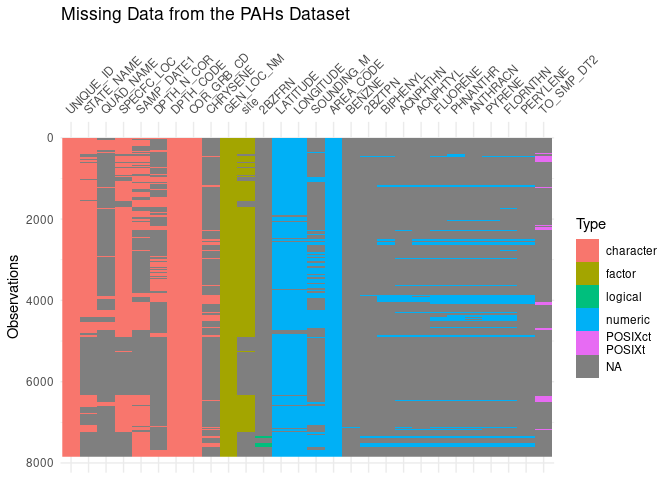 Missing Data from the PAHs Dataset
UNIQUE_ID
STATE_NAME
QUAD_NAME
SPECFC_LOC
SAMP_DATE1
DPTH_N_COR
DPTH_CODE
COR_GRB_CD
CHRYSENE
GEN_LOC_NM
site
2BZFRN
LATITUDE
LONGITUDE
SOUNDING_M
AREA_CODE
BENZNE
2BZTPN
BIPHENYL
ACNPHTHN
ACNPHTYL
FLUORENE
PHNANTHR
ANTHRACN
PYRENE
FLORNTHN
PERYLENE
TO_SMP_DT2
0
2000
4000
6000
8000
Observations
Type
character
factor
logical
numeric
POSIXct
POSIXt
NA